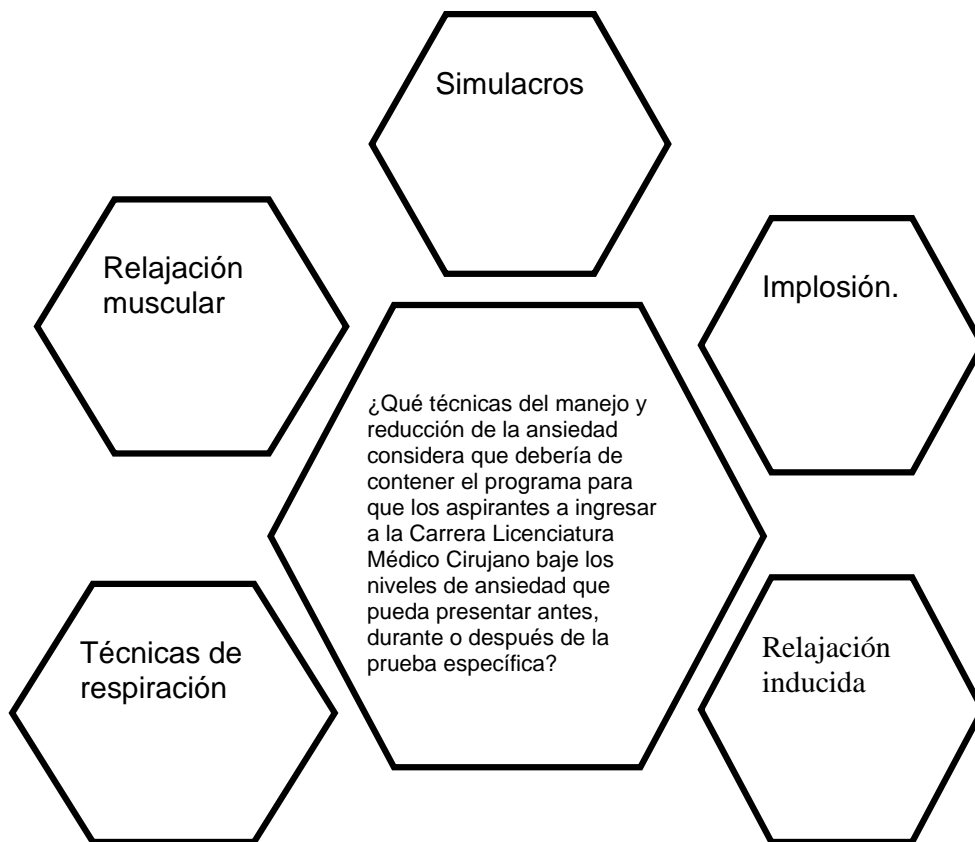 Simulacros
Relajación
muscular
Implosión.
¿Qué técnicas del manejo y
reducción de la ansiedad
considera que debería de
contener el programa para
que los aspirantes a ingresar
a la Carrera Licenciatura
Médico Cirujano baje los
niveles de ansiedad que
pueda presentar antes,
durante o después de la
prueba específica?
Técnicas de
respiración
Relajación
inducida